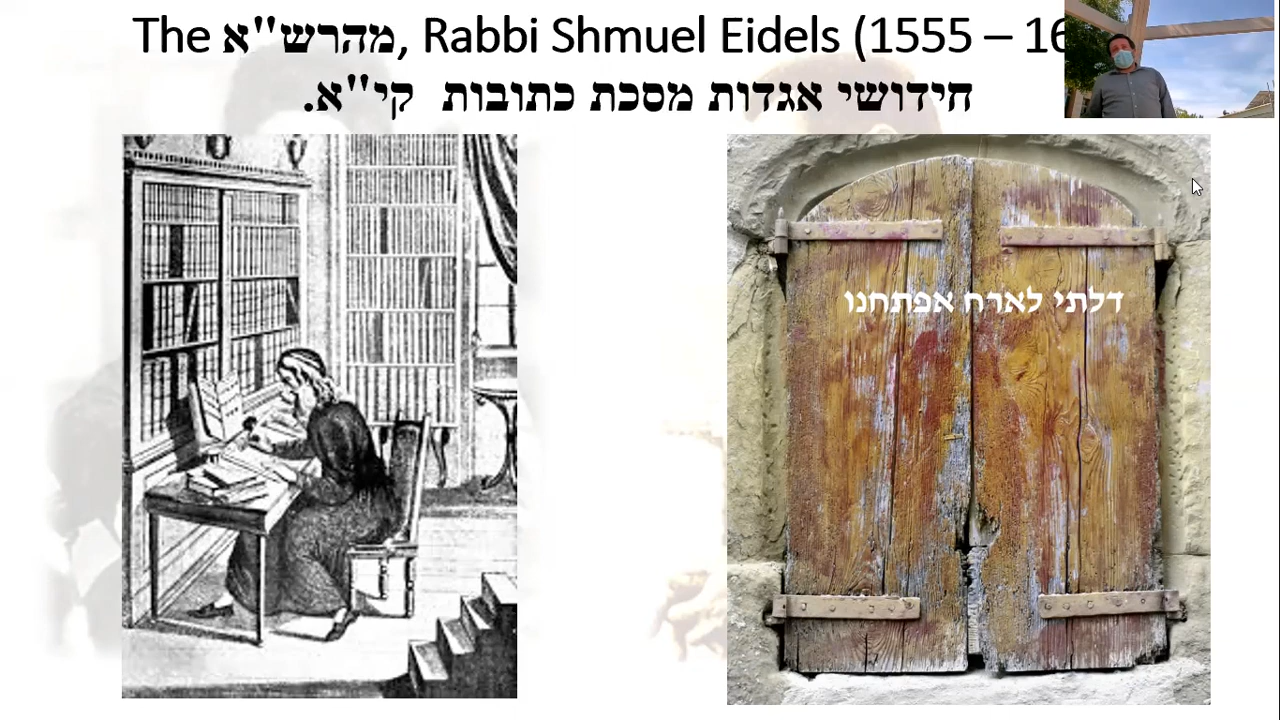 The מהרש"א, Rabbi Shmuel Eidels (1555 – 16
חידושי אגדות מסכת כתובות קי"א.
דלתי לארח אפתחנו